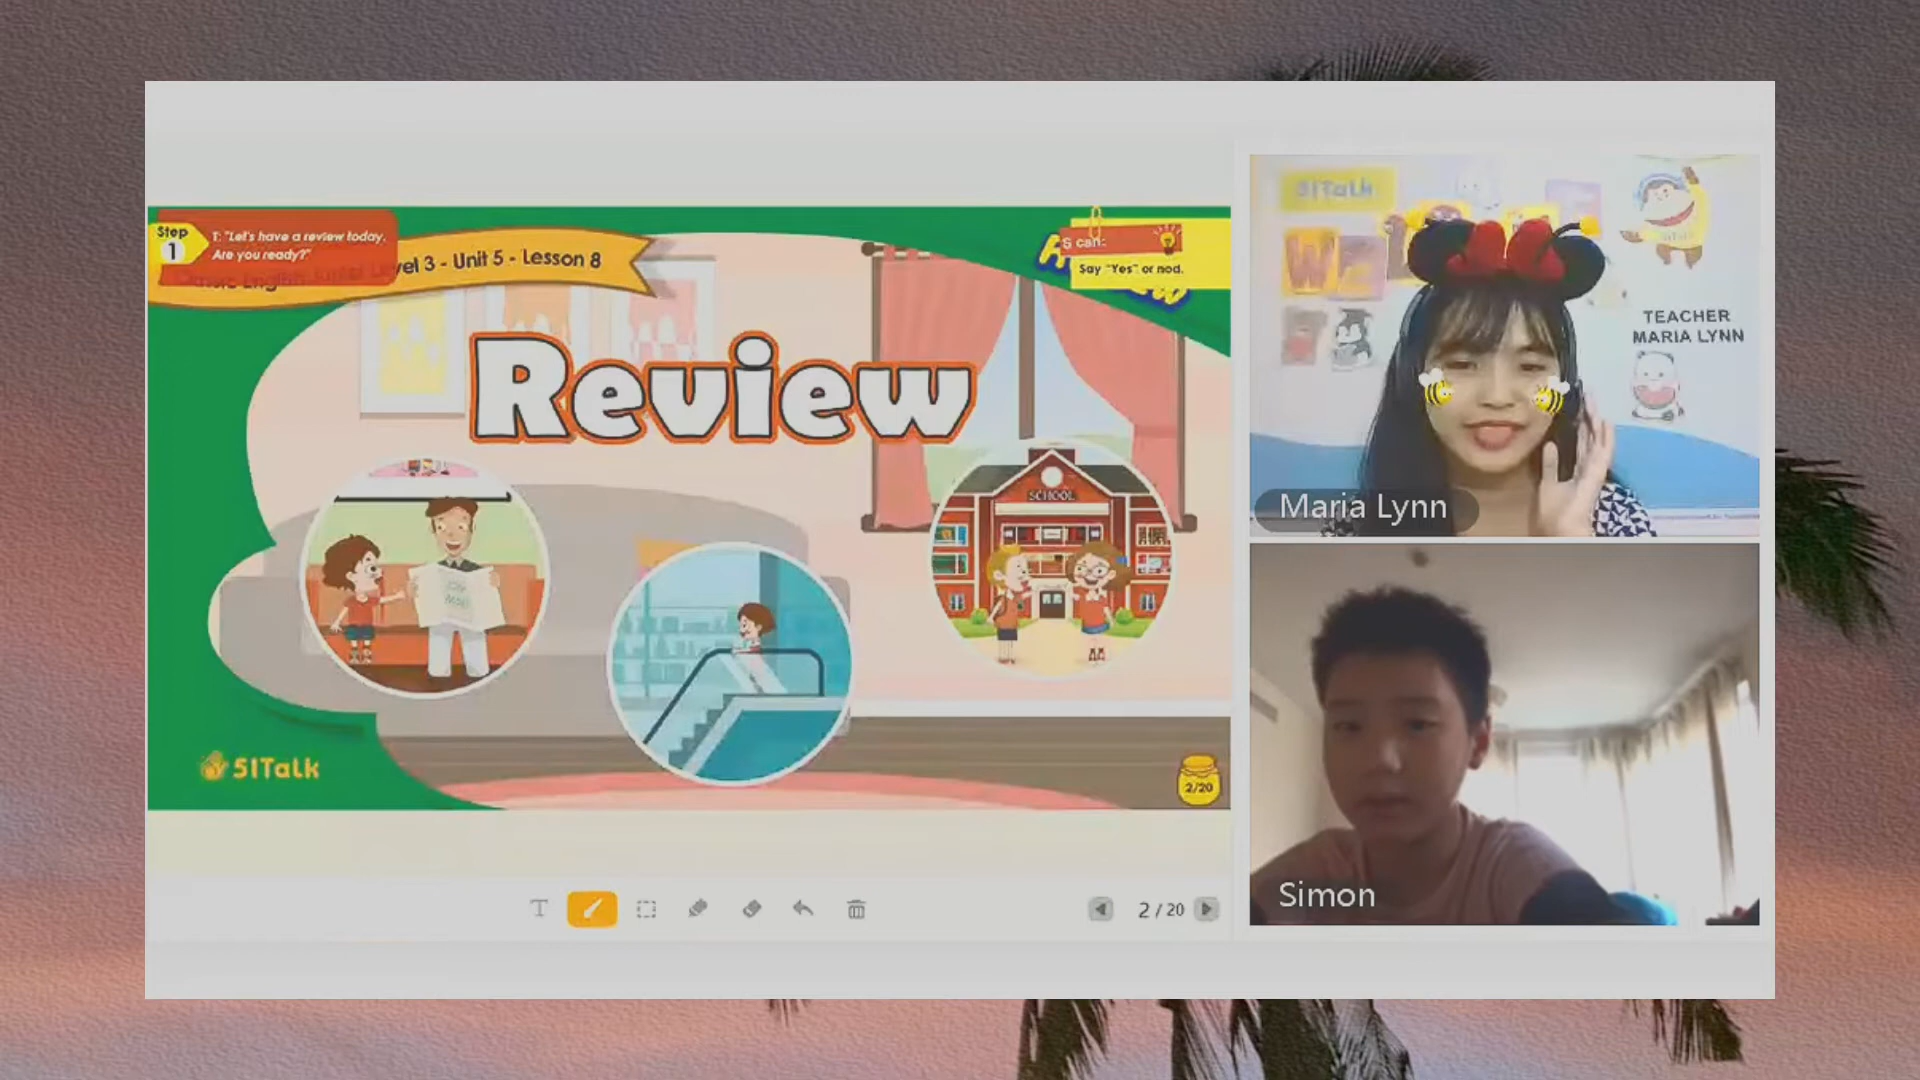 Step
1
T: "Let's have a review today.
Are you ready?"
Level 3 - Unit 5 - Lesson 8
S can:
Say "Yes" or nod.
Review
SCHOOL
51Talk
2/20
T
2 / 20
51Talk
TEACHER
MARIA LYNN
Maria Lynn
Simon